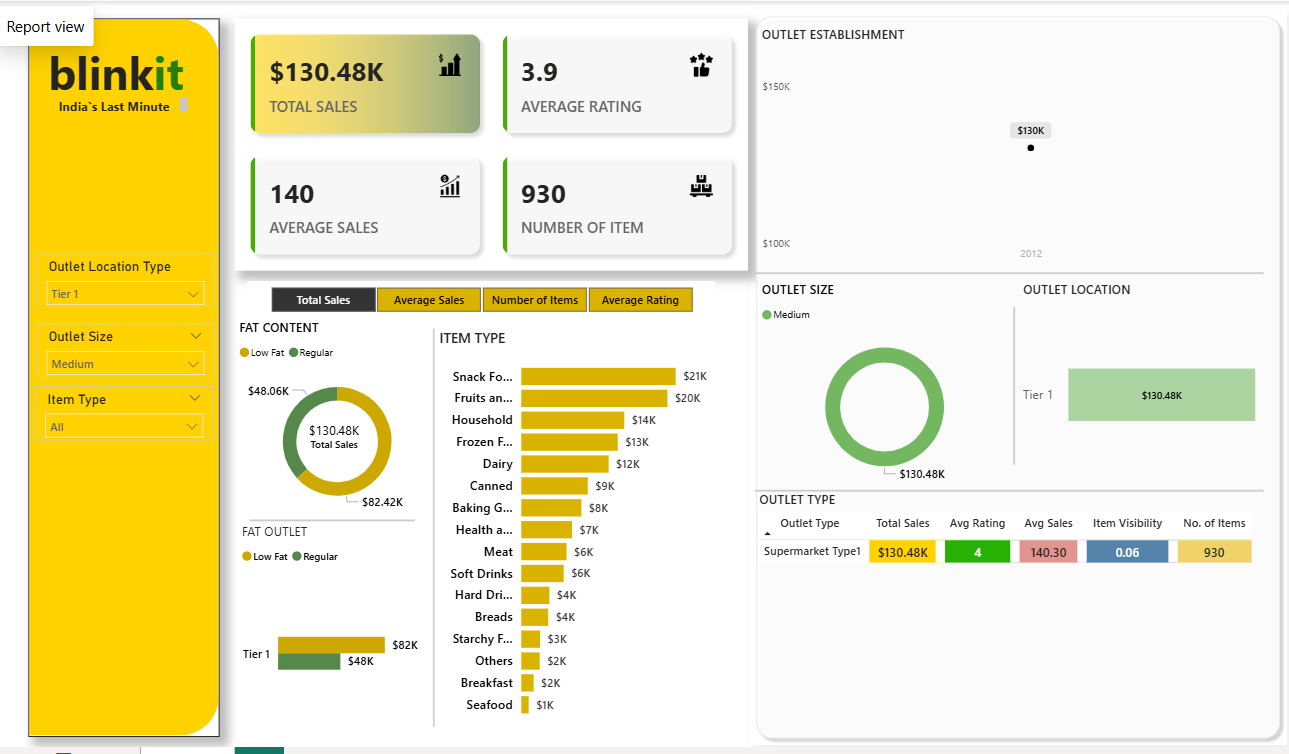 Report view
blinkit
India`s Last Minute
Outlet Location Type
Tier 1
Outlet Size
Medium
Item Type
All
$130.48K
TOTAL SALES
3.9
AVERAGE RATING
140
AVERAGE SALES
930
NUMBER OF ITEM
Total Sales
Average Sales
Number of Items
Average Rating
FAT CONTENT
Low Fat
Regular
$48.06K
$130.48K
Total Sales
$82.42K
FAT OUTLET
Low Fat
Regular
Tier 1
$82K
$48K
ITEM TYPE
Snack Fo... $21K
Fruits an... $20K
Household $14K
Frozen F... $13K
Dairy $12K
Canned $9K
Baking G... $8K
Health a... $7K
Meat $6K
Soft Drinks $6K
Hard Dri... $4K
Breads $4K
Starchy F... $3K
Others $2K
Breakfast $2K
Seafood $1K
OUTLET ESTABLISHMENT
$150K
$130K
$100K
2012
OUTLET SIZE
Medium
$130.48K
OUTLET LOCATION
Tier 1
$130.48K
OUTLET TYPE
Outlet Type Total Sales Avg Rating Avg Sales Item Visibility No. of Items
Supermarket Type1 $130.48K 4 140.30 0.06 930